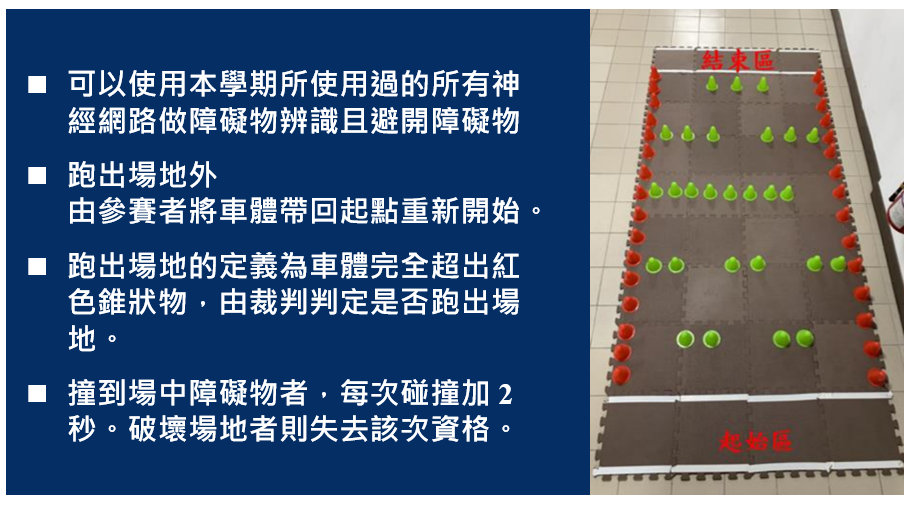 ■ 可以使用本學期所使用過的所有神
經網路做障礙物辨識且避開障礙物
■ 跑出場地外
由參賽者將車體帶回起點重新開始。
■ 跑出場地的定義為車體完全超出紅
色錐狀物,由裁判判定是否跑出場
地。
■ 撞到場中障礙物者,每次碰撞加 2
秒。破壞場地者則失去該次資格。
結束區
起始區